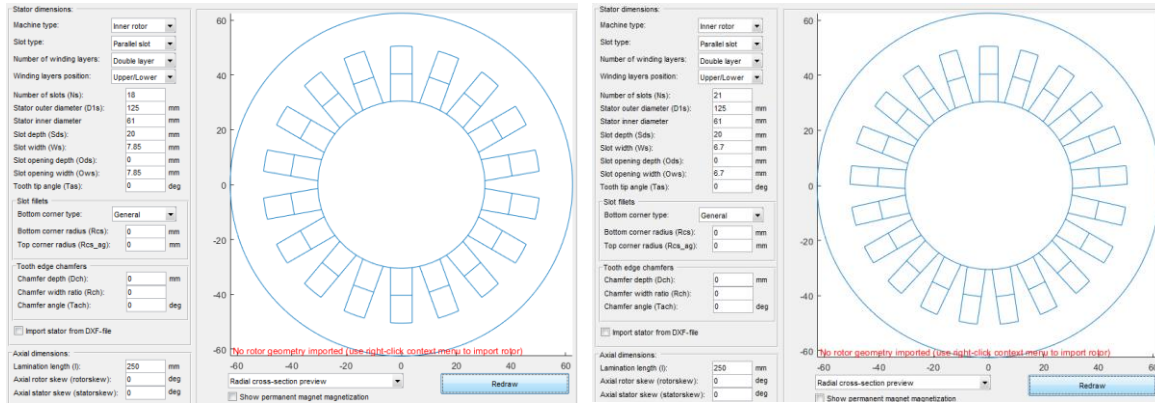 Stator dimensions:
Machine type: Inner rotor
Slot type: Parallel slot
Number of winding layers: Double layer
Winding layers position: Upper/Lower
Number of slots (Ns): 18
Stator outer diameter (D1s): 125 mm
Stator inner diameter 61 mm
Slot depth (Sds): 20 mm
Slot width (Ws): 7.85 mm
Slot opening depth (Ods): 0 mm
Slot opening width (Ows): 7.85 mm
Tooth tip angle (Tas): 0 deg
Slot fillets
Bottom corner type: General
Bottom corner radius (Rcs): 0 mm
Top corner radius (Rcs_ag): 0 mm
Tooth edge chamfers
Chamfer depth (Dch): 0 mm
Chamfer width ratio (Rch): 0
Chamfer angle (Tach): 0 deg
Import stator from DXF-file
Axial dimensions:
Lamination length (l): 250 mm
Axial rotor skew (rotorskew): 0 deg
Axial stator skew (statorskew): 0 deg
60
40
20
0
-20
-40
-60
No rotor geometry imported (use right-click context menu to import rotor)
-60 -40 -20 0 20 40 60
Radial cross-section preview
Redraw
Show permanent magnet magnetization
Stator dimensions:
Machine type: Inner rotor
Slot type: Parallel slot
Number of winding layers: Double layer
Winding layers position: Upper/Lower
Number of slots (Ns): 21
Stator outer diameter (D1s): 125 mm
Stator inner diameter 61 mm
Slot depth (Sds): 20 mm
Slot width (Ws): 6.7 mm
Slot opening depth (Ods): 0 mm
Slot opening width (Ows): 6.7 mm
Tooth tip angle (Tas): 0 deg
Slot fillets
Bottom corner type: General
Bottom corner radius (Rcs): 0 mm
Top corner radius (Rcs_ag): 0 mm
Tooth edge chamfers
Chamfer depth (Dch): 0 mm
Chamfer width ratio (Rch): 0
Chamfer angle (Tach): 0 deg
Import stator from DXF-file
Axial dimensions:
Lamination length (l): 250 mm
Axial rotor skew (rotorskew): 0 deg
Axial stator skew (statorskew): 0 deg
60
40
20
0
-20
-40
-60
No rotor geometry imported (use right-click context menu to import rotor)
-60 -40 -20 0 20 40 60
Radial cross-section preview
Redraw
Show permanent magnet magnetization